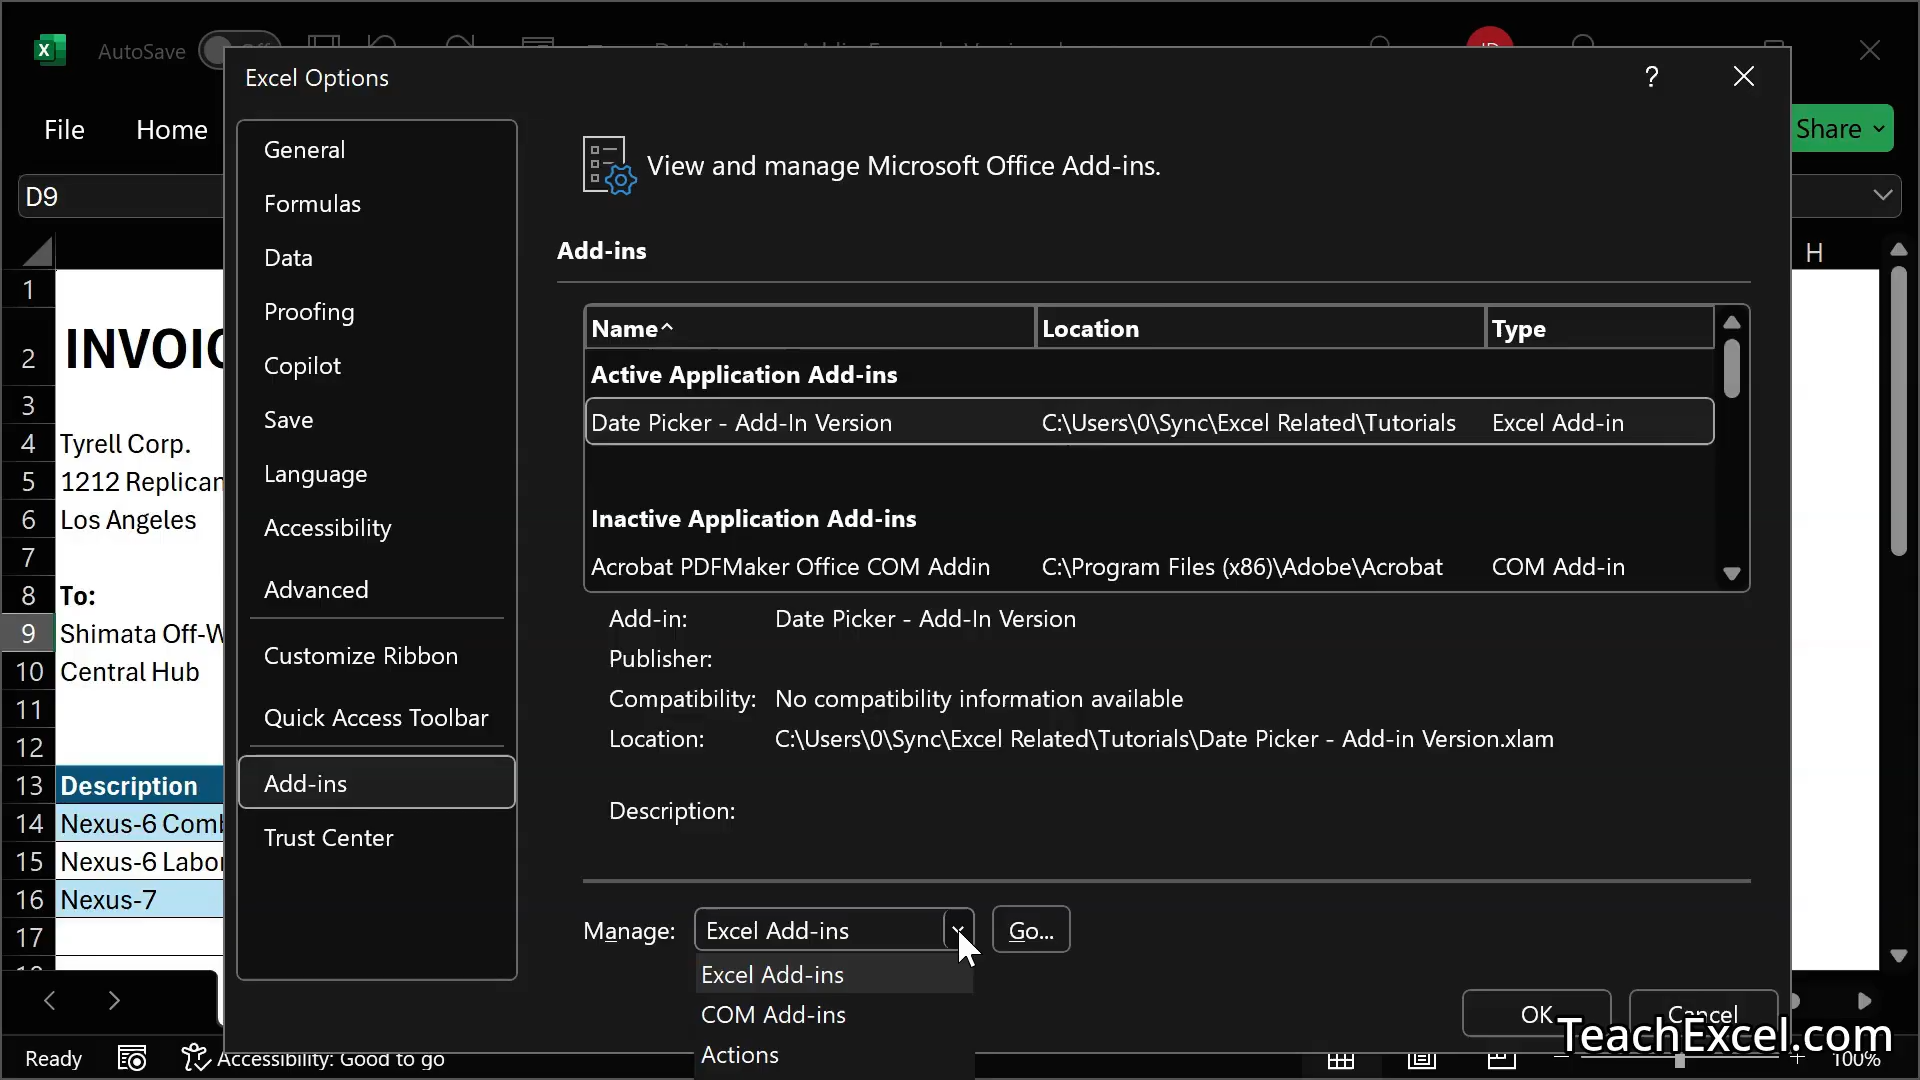 AutoSave
Off
Excel Options
?
File
Home
Share
D9
General
Formulas
Data
Proofing
Copilot
Save
Language
Accessibility
Advanced
Customize Ribbon
Quick Access Toolbar
Add-ins
Trust Center
View and manage Microsoft Office Add-ins.
Add-ins
Name Location Type
Active Application Add-ins
Date Picker - Add-In Version C:\Users\0\Sync\Excel Related\Tutorials Excel Add-in
Inactive Application Add-ins
Acrobat PDFMaker Office COM Addin C:\Program Files (x86)\Adobe\Acrobat COM Add-in
Add-in: Date Picker - Add-In Version
Publisher:
Compatibility: No compatibility information available
Location: C:\Users\0\Sync\Excel Related\Tutorials\Date Picker - Add-in Version.xlam
Description:
Manage: Excel Add-ins Go...
Excel Add-ins
COM Add-ins
Actions
OK Cancel
H
1
2 INVOIC
3
4 Tyrell Corp.
5 1212 Replican
6 Los Angeles
7
8 To:
9 Shimata Off-W
10 Central Hub
11
12
13 Description
14 Nexus-6 Comb
15 Nexus-6 Labor
16 Nexus-7
17
Ready
Accessibility: Good to go
100%
TeachExcel.com